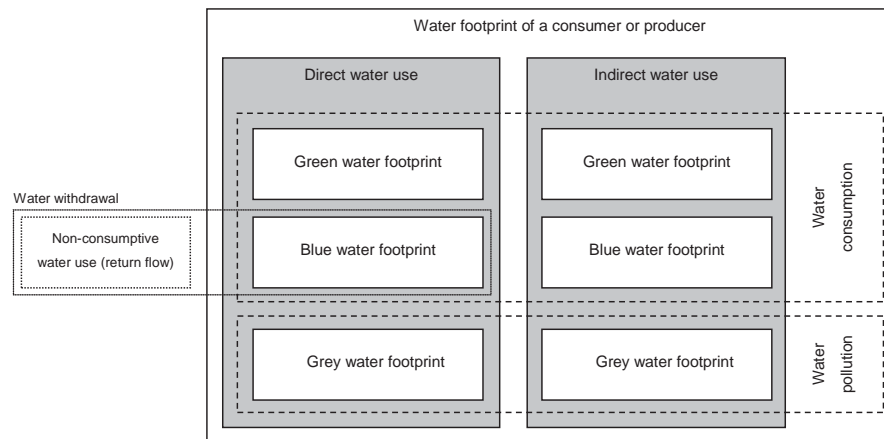 Water footprint of a consumer or producer
Direct water use
Indirect water use
Green water footprint
Green water footprint
Water withdrawal
Non-consumptive
water use (return flow)
Blue water footprint
Blue water footprint
Water
consumption
Grey water footprint
Grey water footprint
Water
pollution